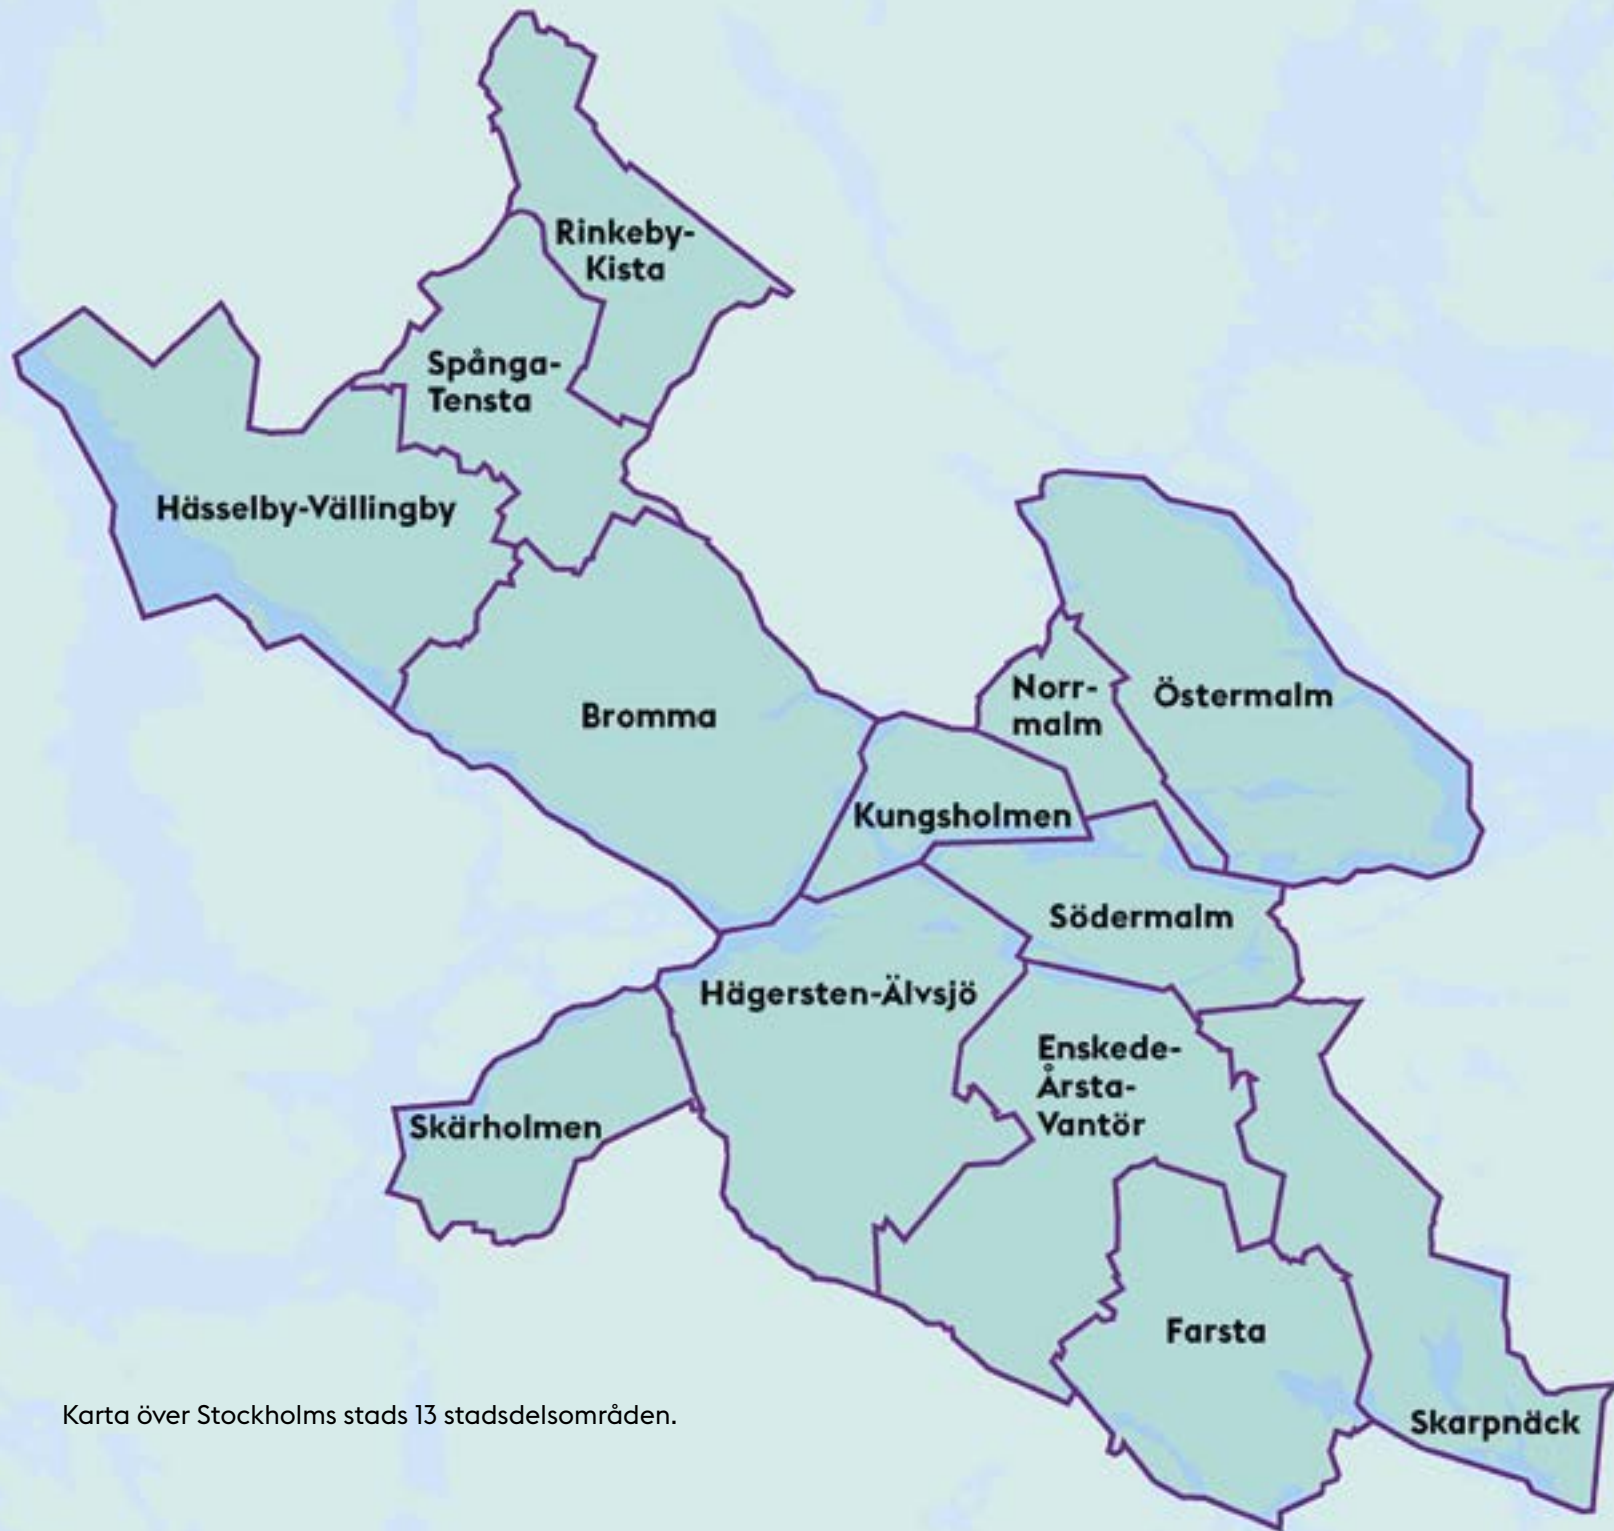 Rinkeby-
Kista
Spånga-
Tensta
Hässelby-Vällingby
Bromma
Norr-
malm
Östermalm
Kungsholmen
Södermalm
Hägersten-Älvsjö
Enskede-
Årsta-
Vantör
Skärholmen
Farsta
Skarpnäck
Karta över Stockholms stads 13 stadsdelsområden.